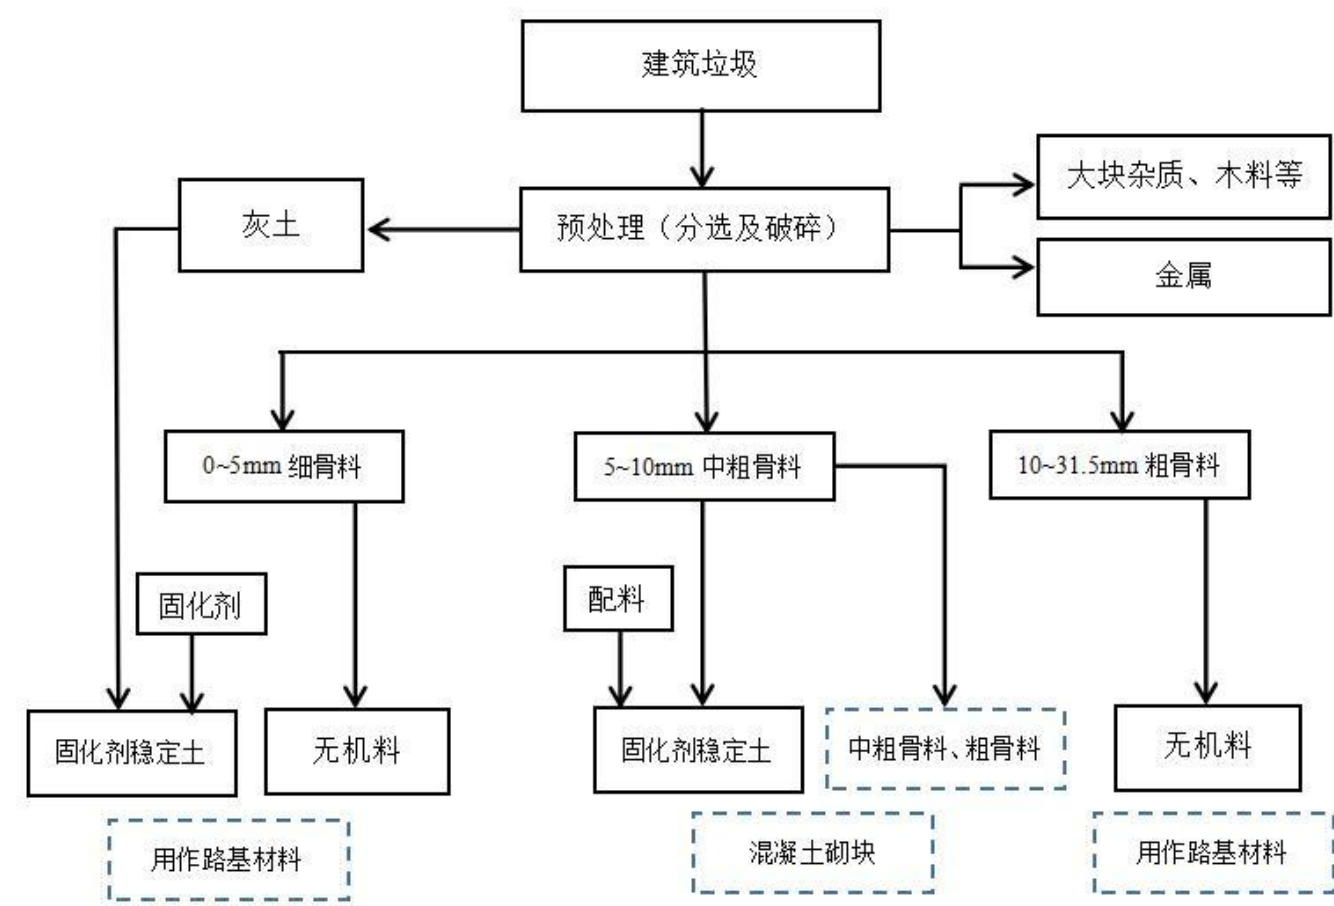 建筑垃圾
大块杂质、木料等
灰土
预处理（分选及破碎）
金属
0~5mm 细骨料
5~10mm 中粗骨料
10~31.5mm 粗骨料
固化剂
配料
固化剂稳定土
无机料
固化剂稳定土
中粗骨料、粗骨料
无机料
用作路基材料
混凝土砌块
用作路基材料